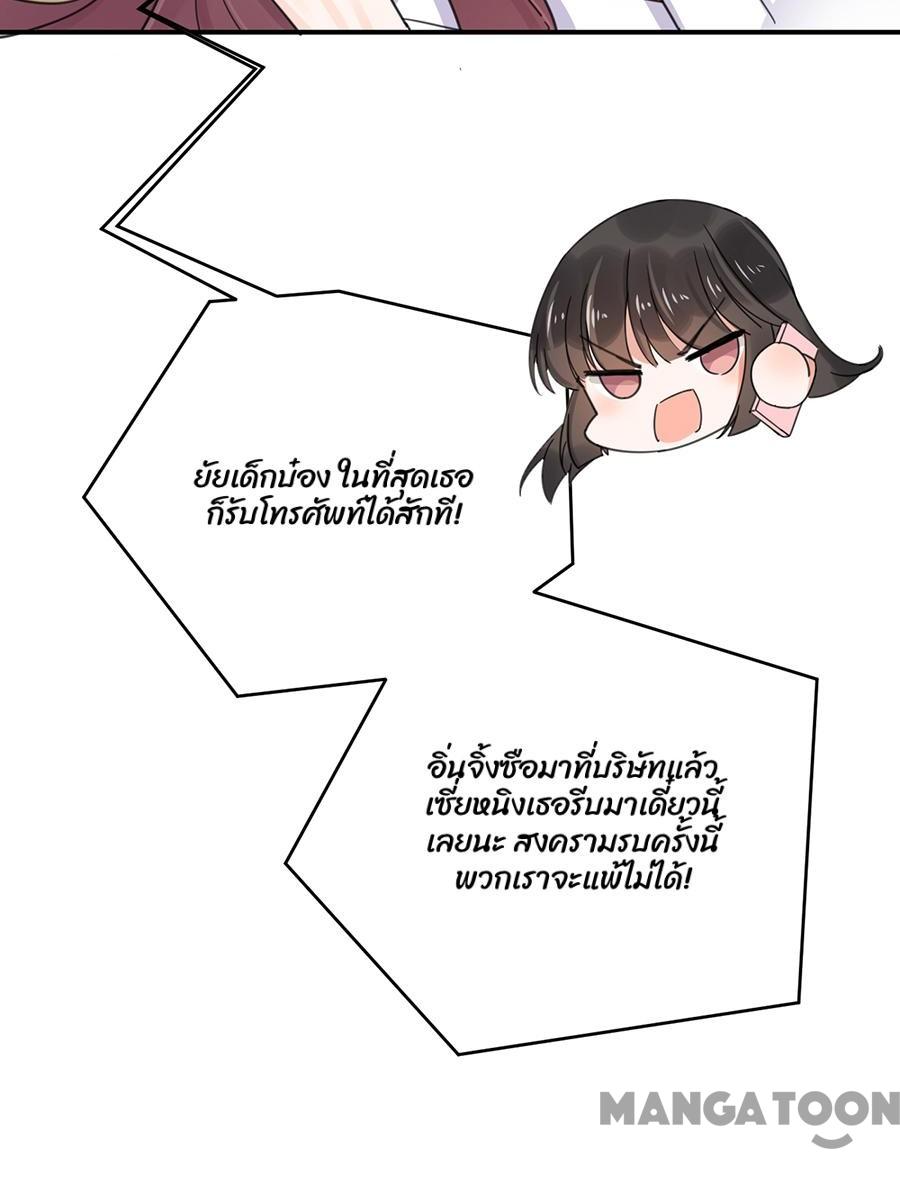 ยัยเด็กบ๋อง ในที่สุดเธอ
ก็รับโทรศัพท์ได้สักที!
อิ่นจิ้งซือมาที่บริษัทแล้ว
เซี่ยหนิงเธอรีบมาเดี๋ยวนี้
เลยนะ สงครามรบครั้งนี้
พวกเราจะแพ้ไม่ได้!
MANGATOON